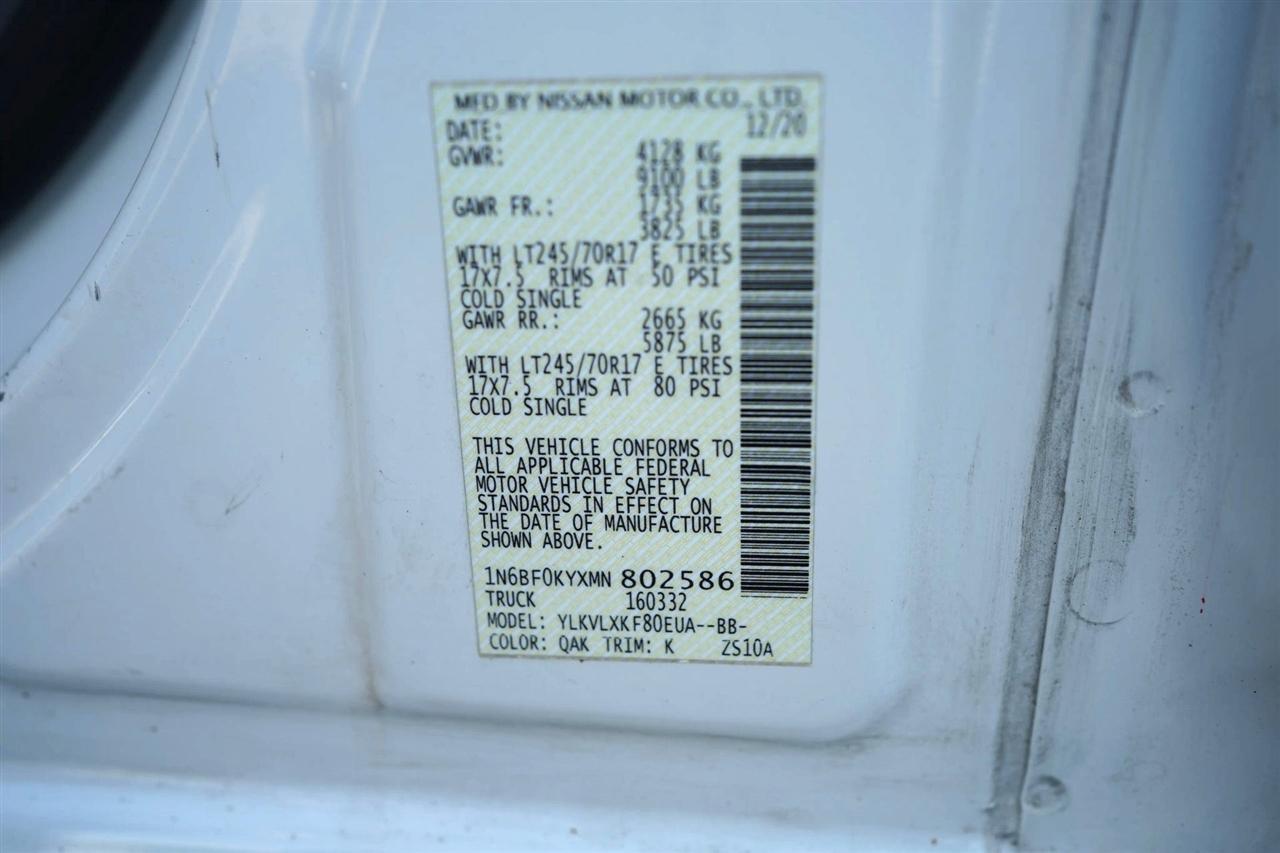 MFD BY NISSAN MOTOR CO., LTD.
DATE: 12/20
GVWR: 4128 KG
9100 LB
GAWR FR.: 1735 KG
3825 LB
WITH LT245/70R17 E TIRES
17X7.5 RIMS AT 50 PSI
COLD SINGLE
GAWR RR.: 2665 KG
5875 LB
WITH LT245/70R17 E TIRES
17X7.5 RIMS AT 80 PSI
COLD SINGLE
THIS VEHICLE CONFORMS TO
ALL APPLICABLE FEDERAL
MOTOR VEHICLE SAFETY
STANDARDS IN EFFECT ON
THE DATE OF MANUFACTURE
SHOWN ABOVE.
1N6BF0KYXMN 802586
TRUCK 160332
MODEL: YLKVLXKF80EUA--BB-
COLOR: QAK TRIM: K ZS10A